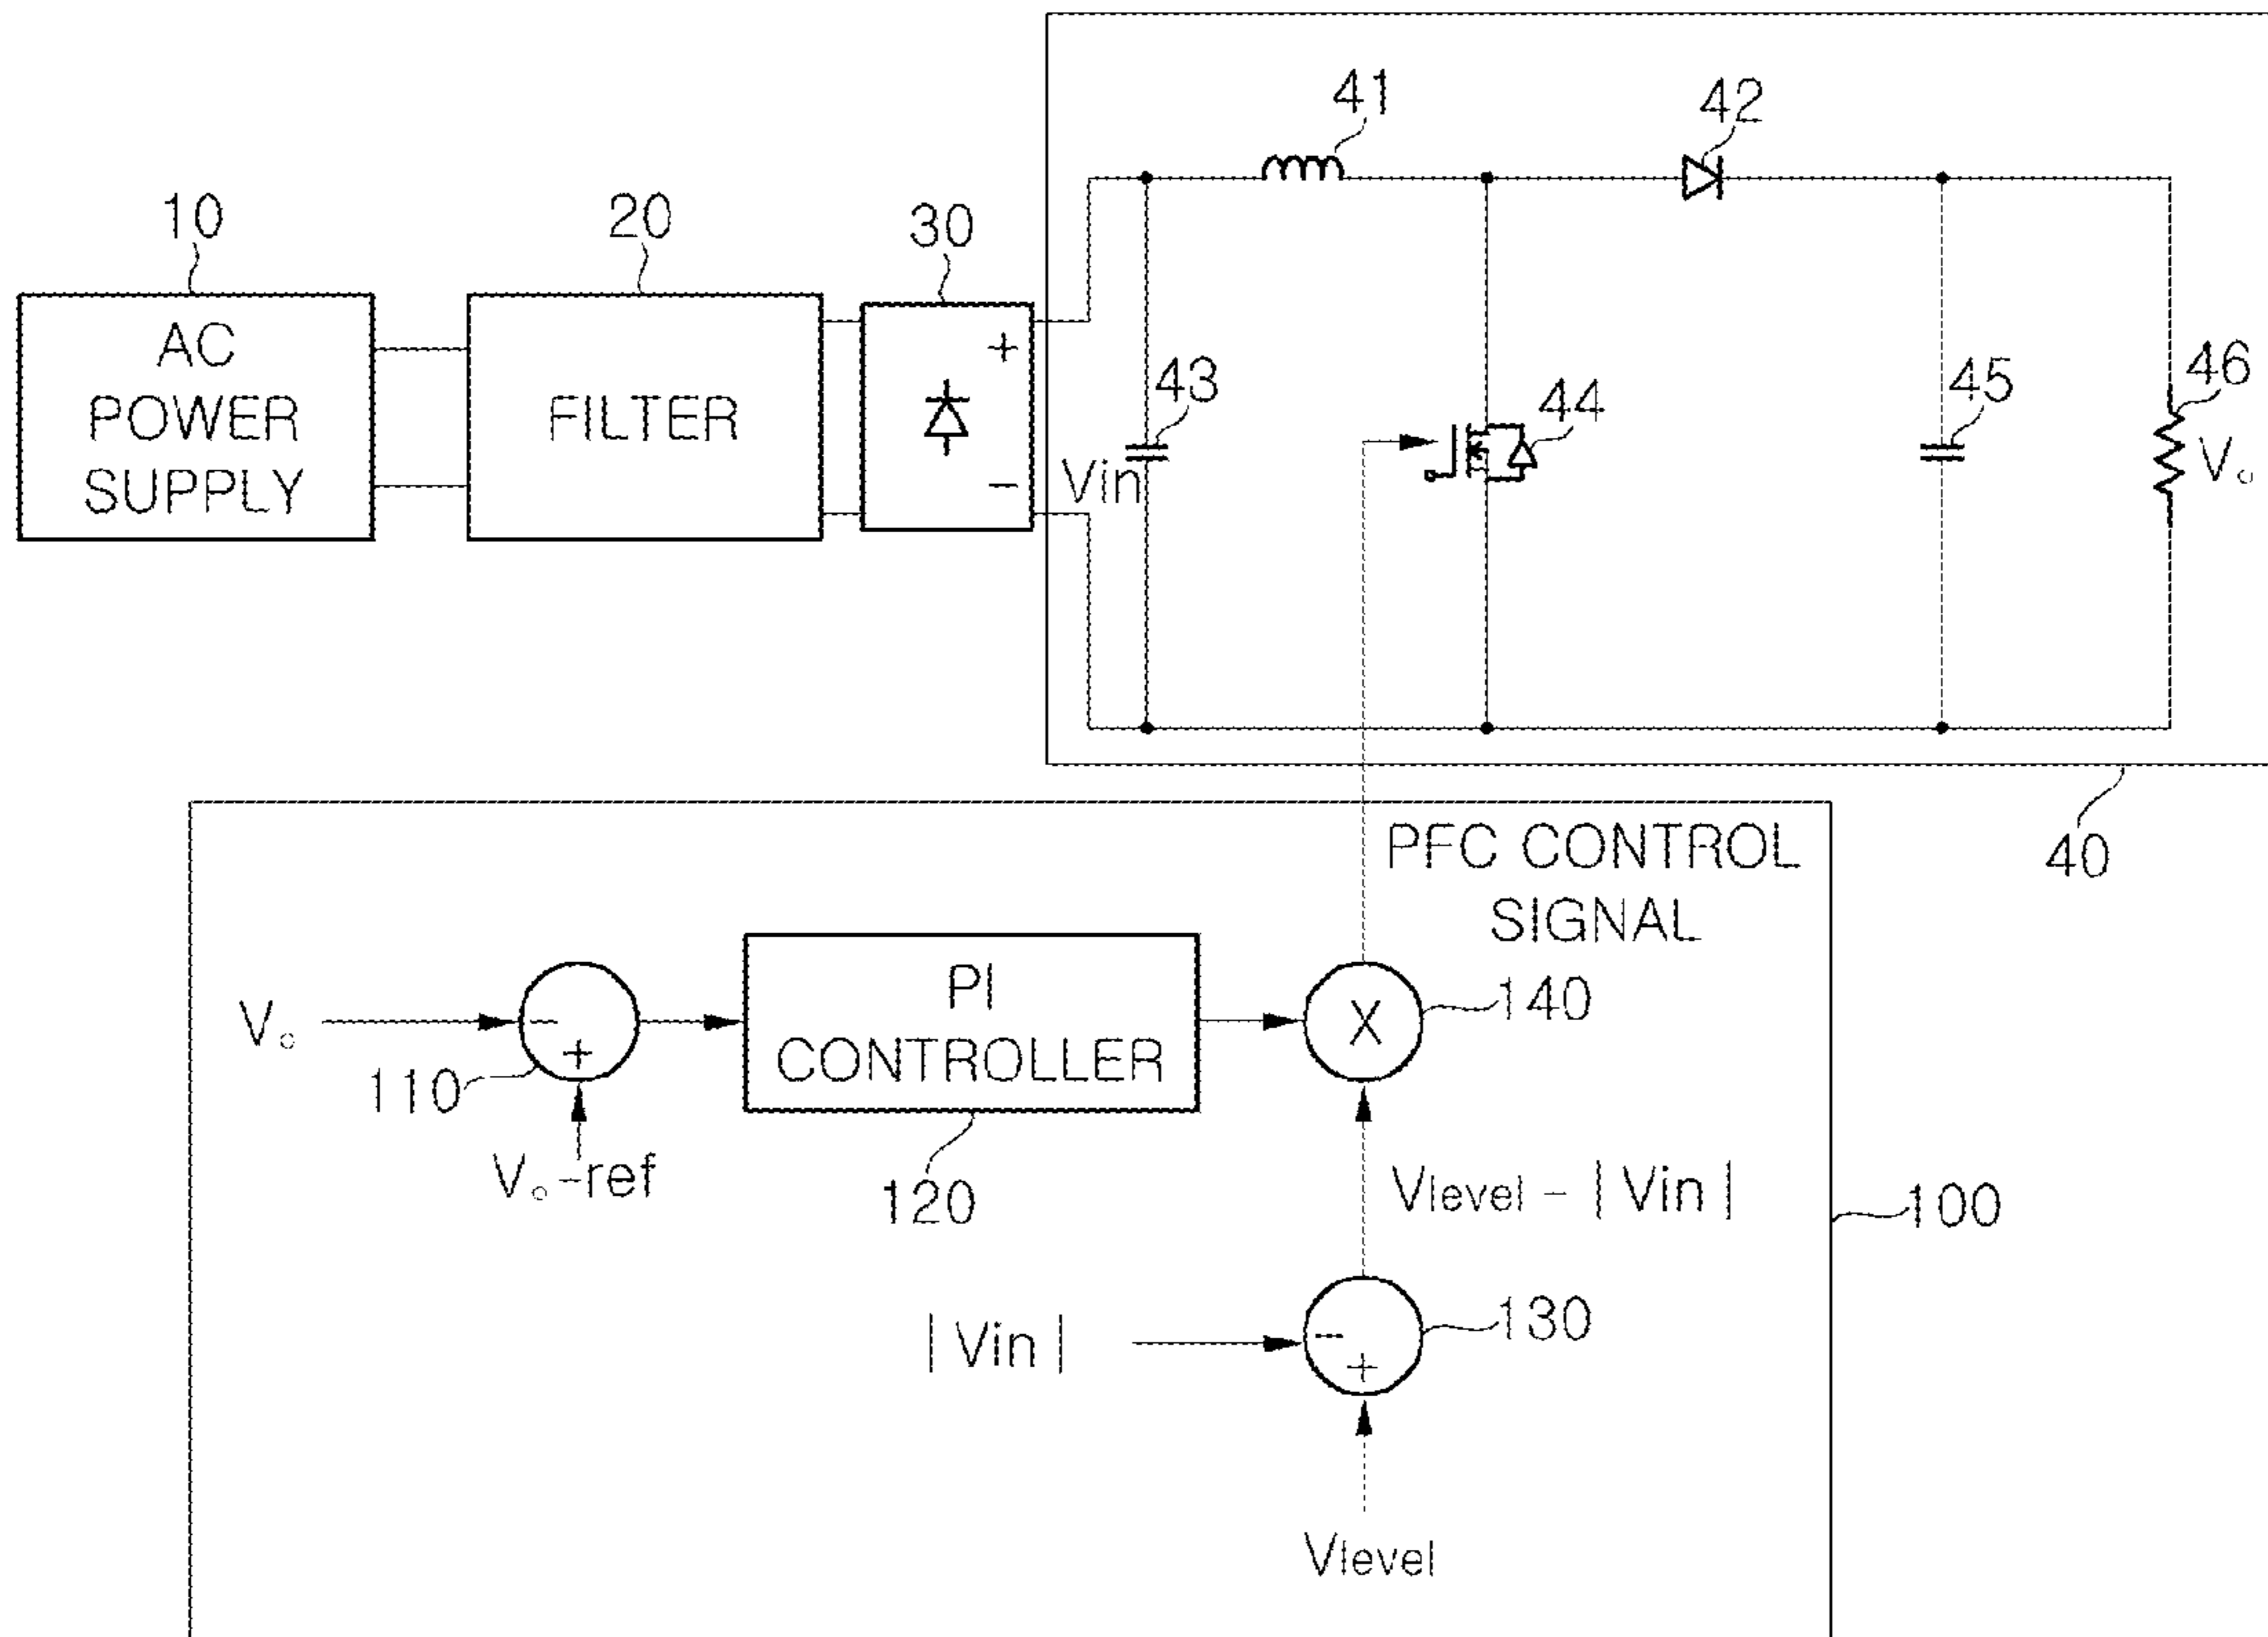 10
20
30
41
42
AC
POWER
SUPPLY
FILTER
+
−
Vin
43
44
45
46
Vo
40
PFC CONTROL
SIGNAL
Vo
−
+
110
Vo-ref
PI
CONTROLLER
120
X
140
Vlevel - | Vin |
100
| Vin |
−
+
130
Vlevel